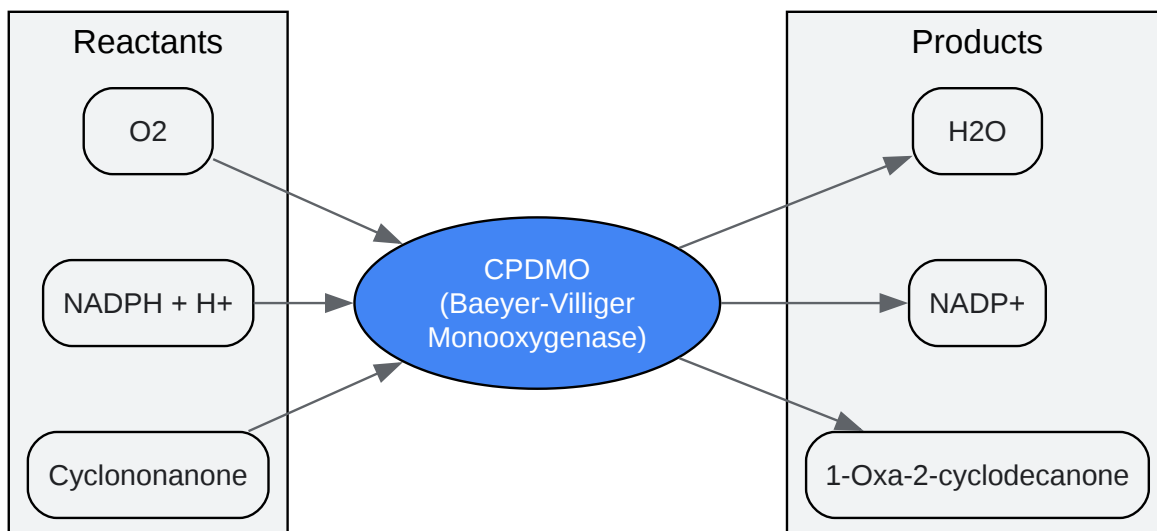 Reactants
O2
NADPH + H+
Cyclononanone
CPDMO
(Baeyer-Villiger
Monooxygenase)
Products
H2O
NADP+
1-Oxa-2-cyclodecanone